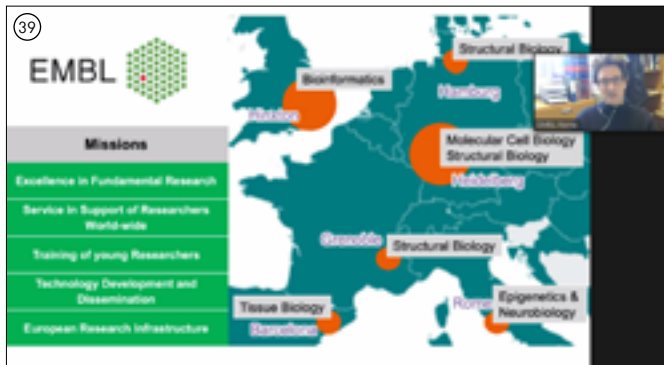 39
EMBL
Missions
Excellence in Fundamental Research
Service in Support of Researchers
World-wide
Training of young Researchers
Technology Development and
Dissemination
European Research Infrastructure
Structural Biology
Hamburg
Bioinformatics
Hinxton
Molecular Cell Biology
Structural Biology
Heidelberg
Grenoble
Structural Biology
Tissue Biology
Barcelona
Rome
Epigenetics &
Neurobiology